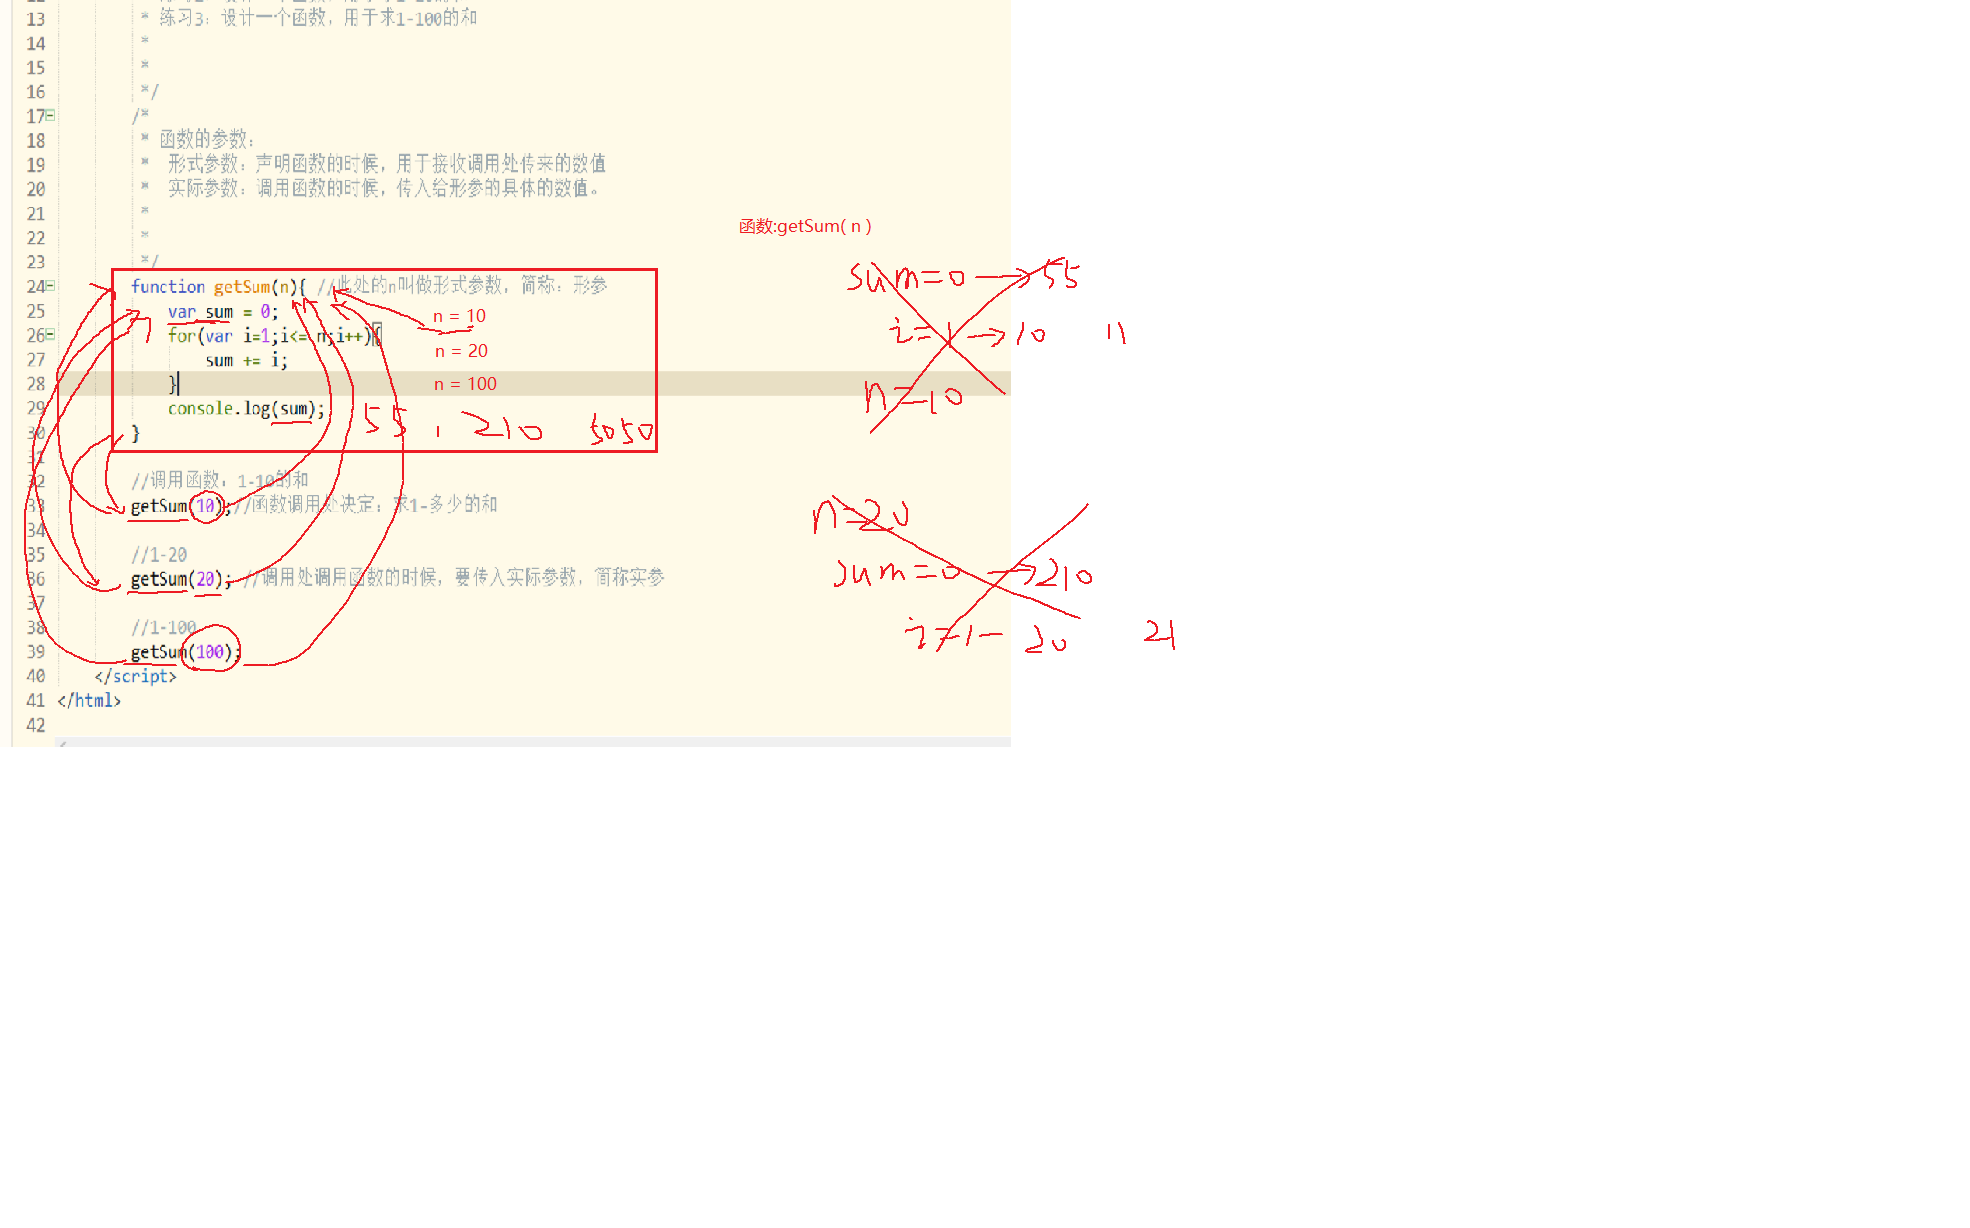 13 * 练习3：设计一个函数，用于求1-100的和
14 *
15 *
16 */
17 /*
18 * 函数的参数：
19 * 形式参数：声明函数的时候，用于接收调用处传来的数值
20 * 实际参数：调用函数的时候，传入给形参的具体的数值。
21 *
22 *
23 */
函数:getSum( n )
24 function getSum(n){ //此处的n叫做形式参数，简称：形参
25 var sum = 0;
n = 10
26 for(var i=1;i<= n;i++){
n = 20
27 sum += i;
28 }
n = 100
29 console.log(sum);
55 , 210 5050
30 }
31
32 //调用函数：1-10的和
33 getSum(10);//函数调用处决定：求1-多少的和
34
35 //1-20
36 getSum(20); //调用处调用函数的时候，要传入实际参数，简称实参
37
38 //1-100
39 getSum(100);
40 </script>
41 </html>
42
sum=0 → 55
i=1 → 10 11
n=10
n=20
sum=0 → 210
i=1- 20 21